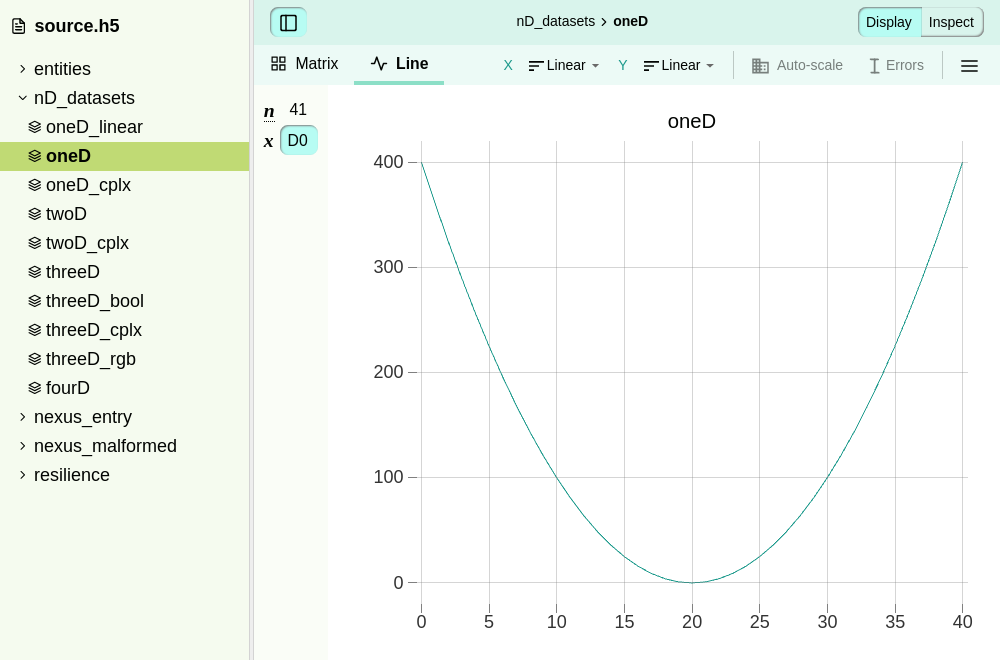 source.h5
entities
nD_datasets
oneD_linear
oneD
oneD_cplx
twoD
twoD_cplx
threeD
threeD_bool
threeD_cplx
threeD_rgb
fourD
nexus_entry
nexus_malformed
resilience
nD_datasets > oneD
Display Inspect
Matrix Line X Linear Y Linear Auto-scale Errors
n 41
x D0
oneD
400
300
200
100
0
0 5 10 15 20 25 30 35 40